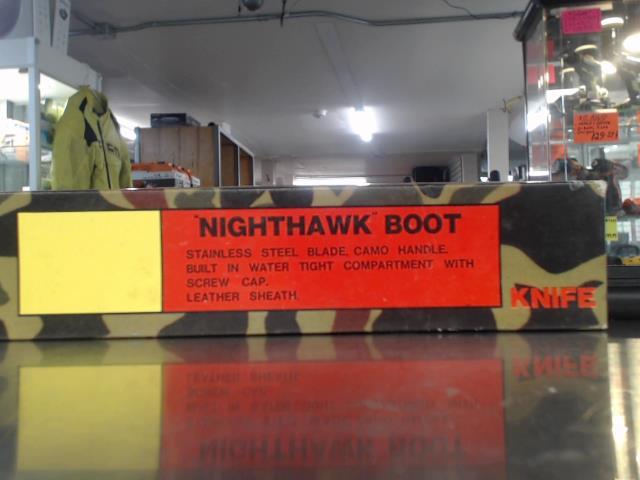 "NIGHTHAWK" BOOT
STAINLESS STEEL BLADE, CAMO HANDLE.
BUILT IN WATER TIGHT COMPARTMENT WITH
SCREW CAP.
LEATHER SHEATH.
KNIFE